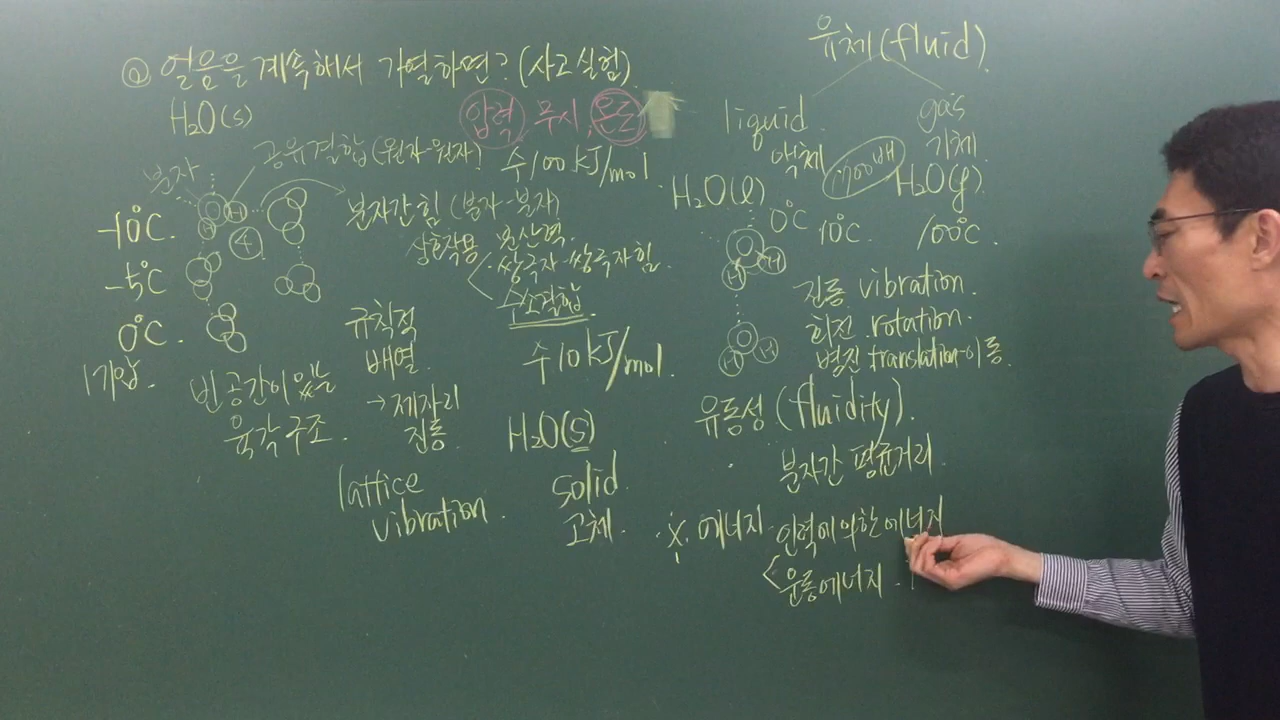 @ 얼음을 계속해서 가열하면? (사고실험)
H₂O(s)
압력 무시, 온도
분자
공유결합 (원자-원자)
수100 kJ/mol
O H
H
4
-10℃.
-5℃
0℃.
1기압.
분자간힘 (분자-분자)
상호작용
분산력.
쌍극자-쌍극자힘.
수소결합
수10 kJ/mol.
빈 공간이 있는
육각구조.
규칙적
배열
→ 제자리
진동.
lattice
vibration.
H₂O(s)
solid.
고체.
유체(fluid).
liquid.
액체
gas
기체.
1700배
H₂O(l)
H₂O(g).
0℃
10℃.
100℃.
O
H H
O
H H
진동 vibration.
회전 rotation.
병진 translation-이동.
유동성 (fluidity).
분자간 평균거리.
※. 에너지. 인력에 의한 에너지
운동에너지.